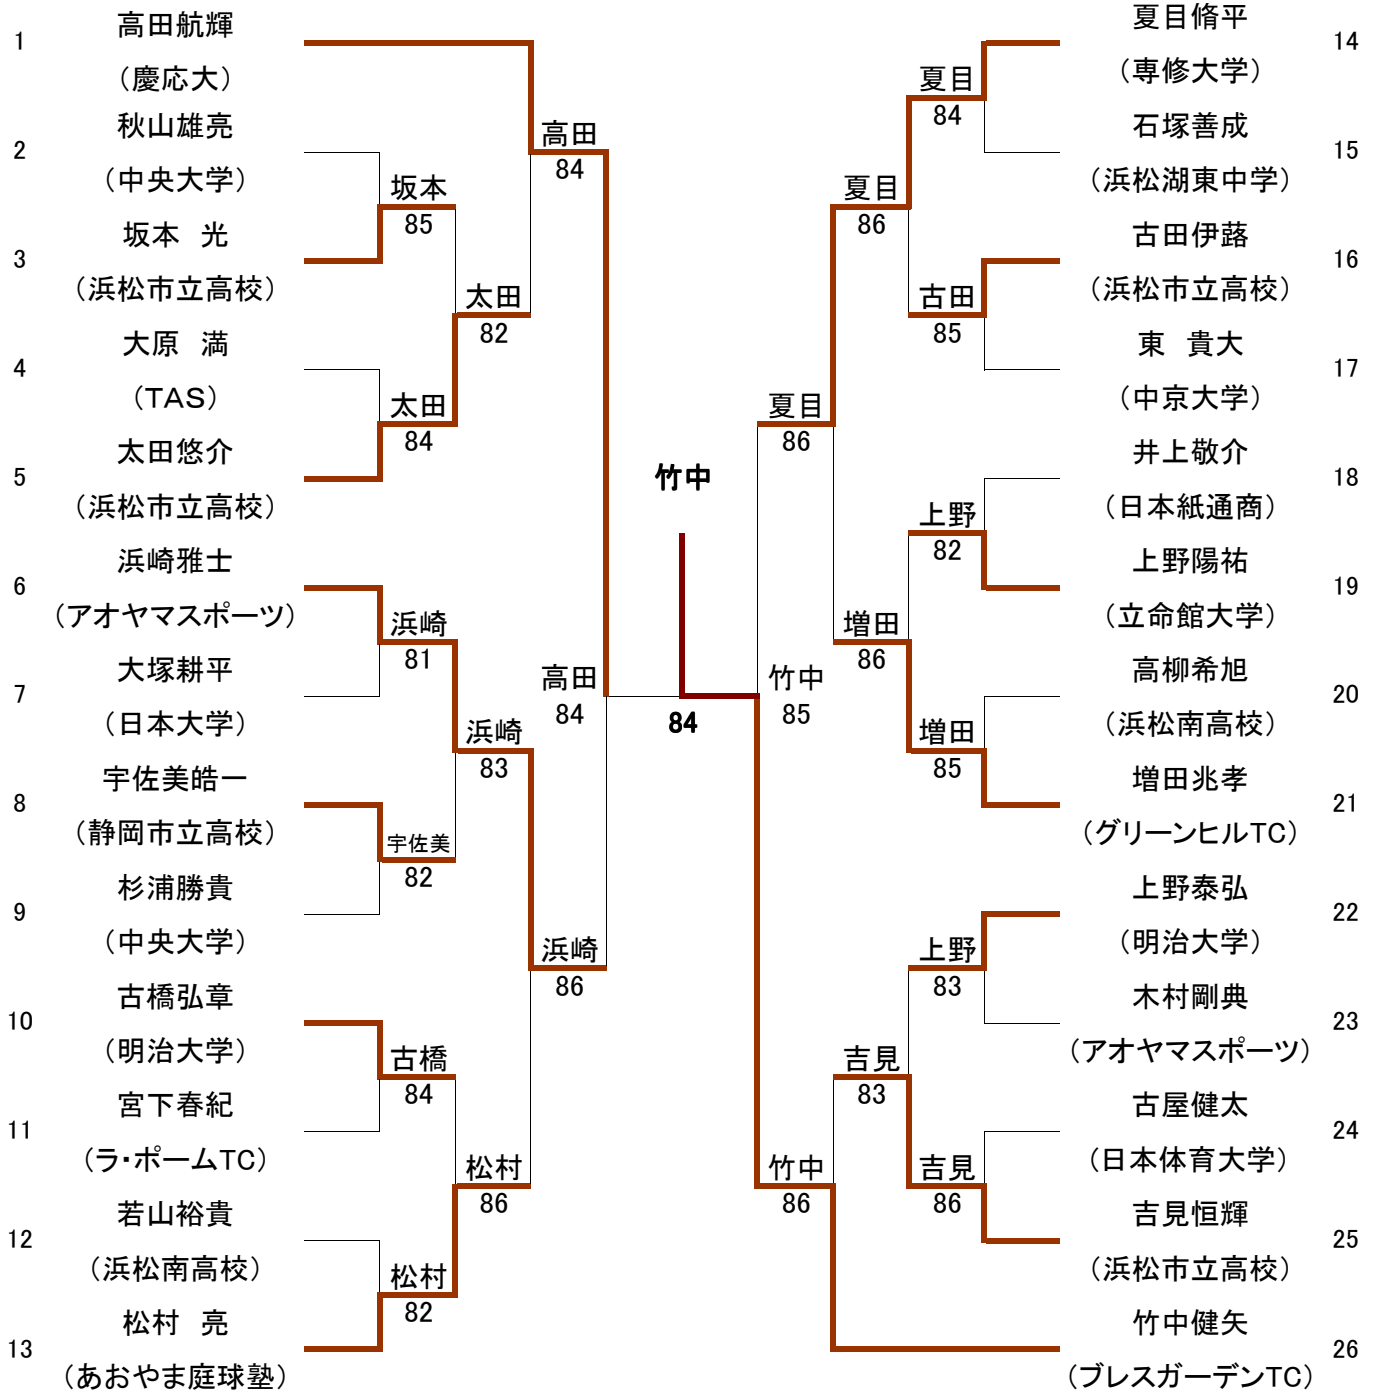 1
高田航輝
(慶応大)
2
秋山雄亮
(中央大学)
3
坂本 光
(浜松市立高校)
4
大原 満
(TAS)
5
太田悠介
(浜松市立高校)
6
浜崎雅士
(アオヤマスポーツ)
7
大塚耕平
(日本大学)
8
宇佐美皓一
(静岡市立高校)
9
杉浦勝貴
(中央大学)
10
古橋弘章
(明治大学)
11
宮下春紀
(ラ・ポームTC)
12
若山裕貴
(浜松南高校)
13
松村 亮
(あおやま庭球塾)
坂本
85
太田
84
浜崎
81
宇佐美
82
古橋
84
松村
82
太田
82
浜崎
83
松村
86
高田
84
浜崎
86
高田
84
竹中
84
竹中
85
夏目
86
竹中
86
夏目
86
増田
86
吉見
83
夏目
84
古田
85
上野
82
増田
85
上野
83
吉見
86
夏目脩平
(専修大学)
14
石塚善成
(浜松湖東中学)
15
古田伊蕗
(浜松市立高校)
16
東 貴大
(中京大学)
17
井上敬介
(日本紙通商)
18
上野陽祐
(立命館大学)
19
高柳希旭
(浜松南高校)
20
増田兆孝
(グリーンヒルTC)
21
上野泰弘
(明治大学)
22
木村剛典
(アオヤマスポーツ)
23
古屋健太
(日本体育大学)
24
吉見恒輝
(浜松市立高校)
25
竹中健矢
(ブレスガーデンTC)
26